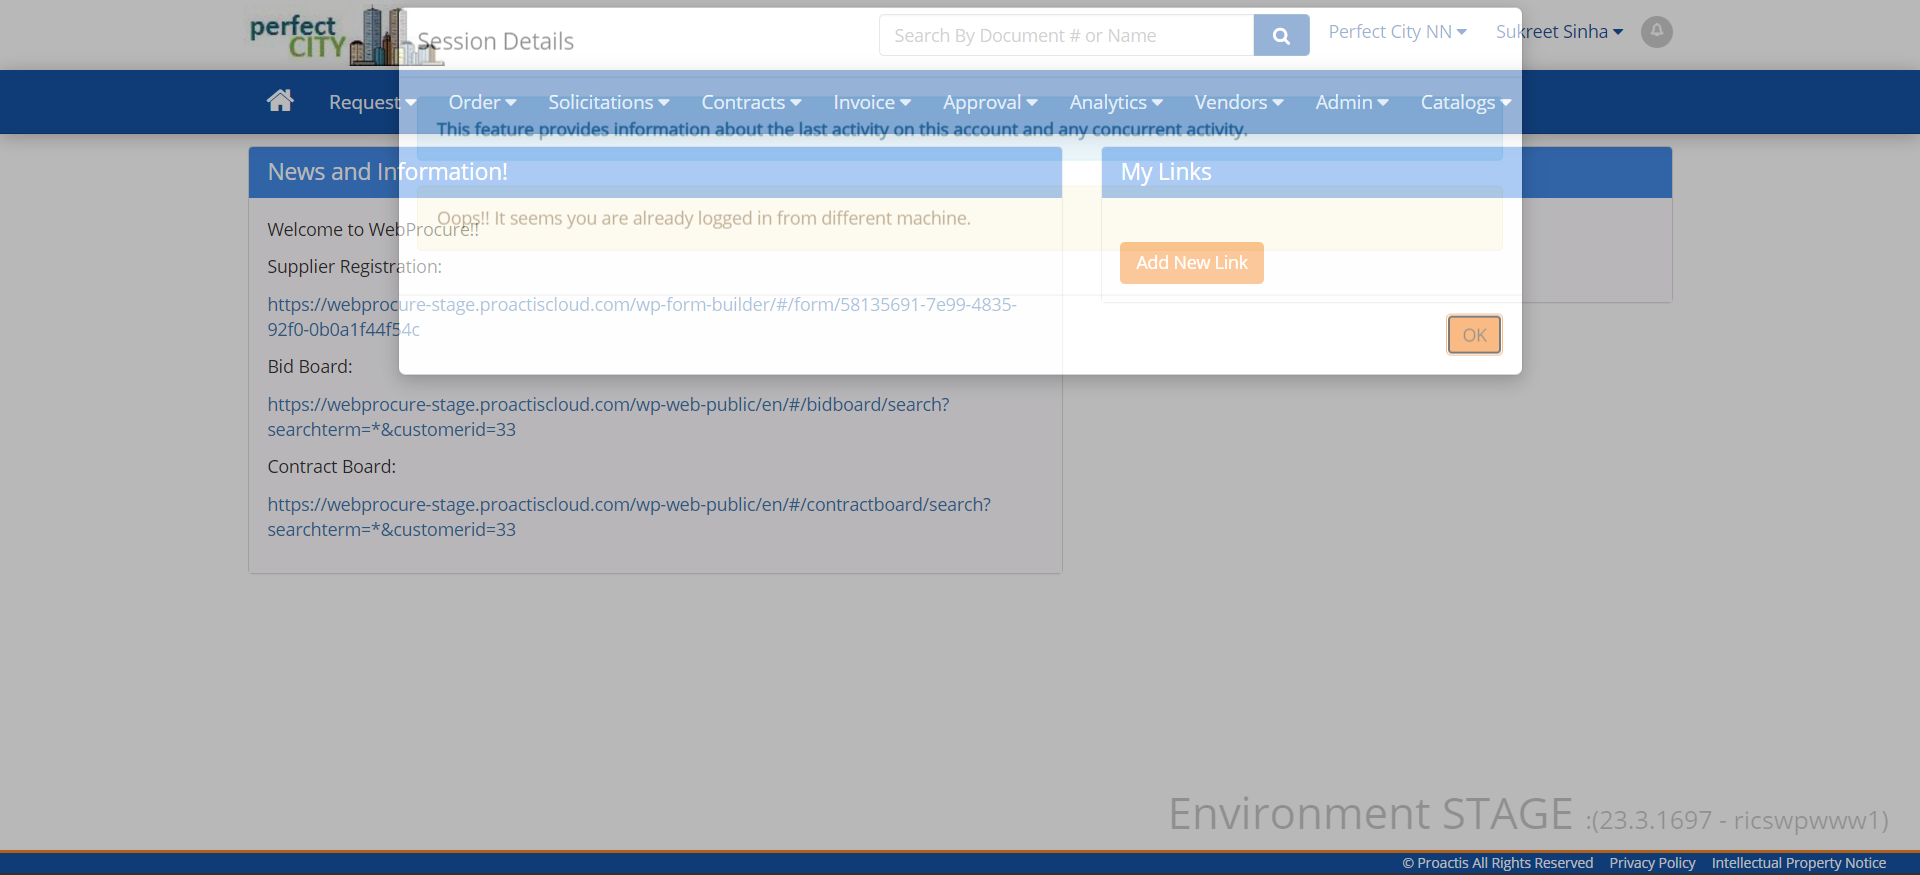 perfect
CITY
Session Details
Search By Document # or Name
Perfect City NN
Sukreet Sinha
Request
Order
Solicitations
Contracts
Invoice
Approval
Analytics
Vendors
Admin
Catalogs
This feature provides information about the last activity on this account and any concurrent activity.
News and Information!
My Links
Oops!! It seems you are already logged in from different machine.
Welcome to WebProcure!!
Supplier Registration:
Add New Link
https://webprocure-stage.proactiscloud.com/wp-form-builder/#/form/58135691-7e99-4835-
92f0-0b0a1f44f54c
OK
Bid Board:
https://webprocure-stage.proactiscloud.com/wp-web-public/en/#/bidboard/search?
searchterm=*&customerid=33
Contract Board:
https://webprocure-stage.proactiscloud.com/wp-web-public/en/#/contractboard/search?
searchterm=*&customerid=33
Environment STAGE :(23.3.1697 - ricswpwww1)
© Proactis All Rights Reserved Privacy Policy Intellectual Property Notice